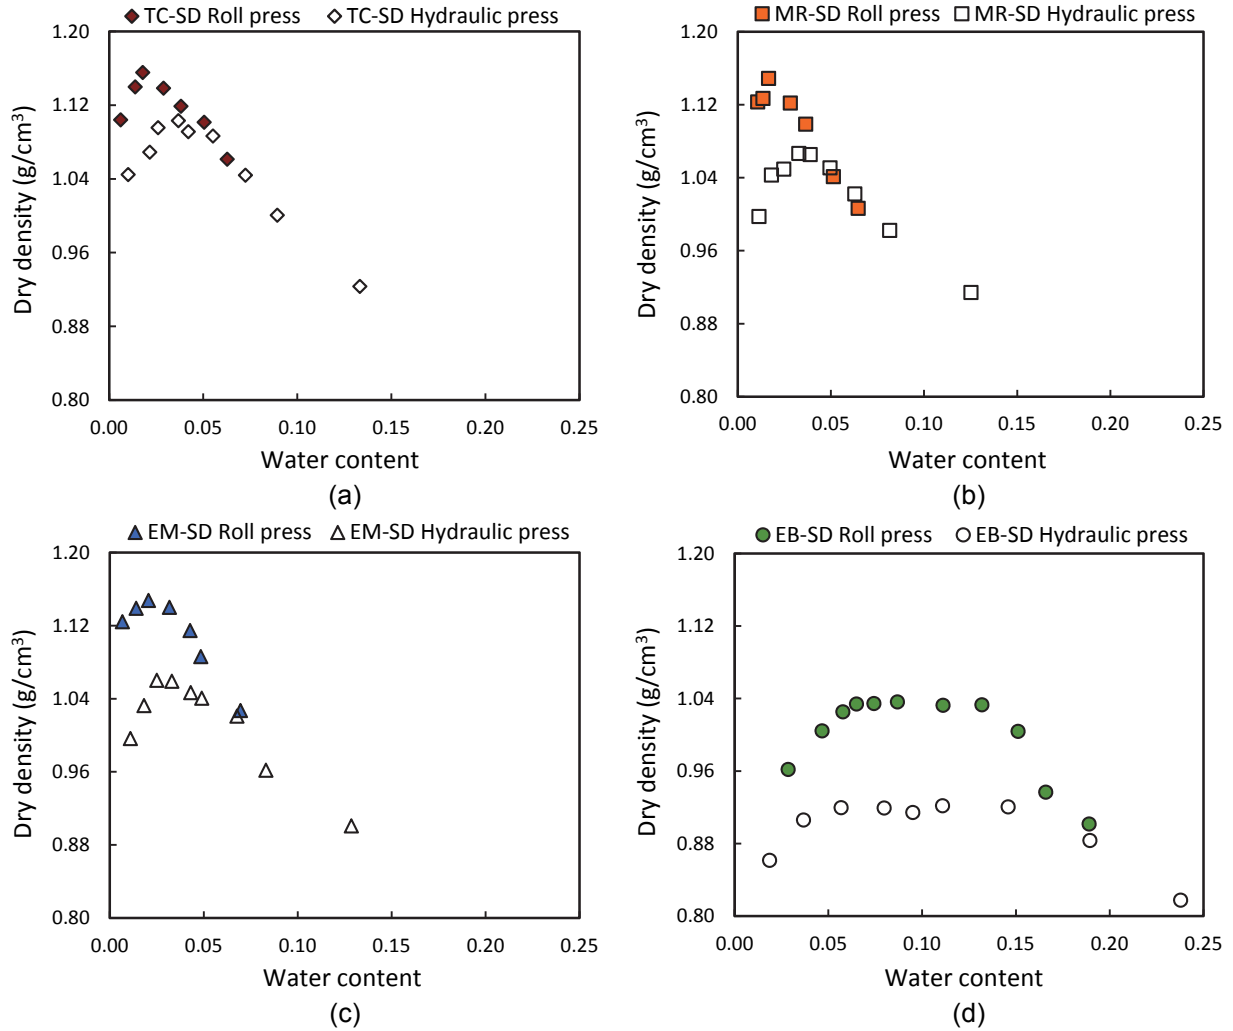 TC-SD Roll press TC-SD Hydraulic press
1.20
1.12
1.04
0.96
0.88
0.80
Dry density (g/cm³)
0.00 0.05 0.10 0.15 0.20 0.25
Water content
(a)
MR-SD Roll press MR-SD Hydraulic press
1.20
1.12
1.04
0.96
0.88
0.80
Dry density (g/cm³)
0.00 0.05 0.10 0.15 0.20 0.25
Water content
(b)
EM-SD Roll press EM-SD Hydraulic press
1.20
1.12
1.04
0.96
0.88
0.80
Dry density (g/cm³)
0.00 0.05 0.10 0.15 0.20 0.25
Water content
(c)
EB-SD Roll press EB-SD Hydraulic press
1.20
1.12
1.04
0.96
0.88
0.80
Dry density (g/cm³)
0.00 0.05 0.10 0.15 0.20 0.25
Water content
(d)